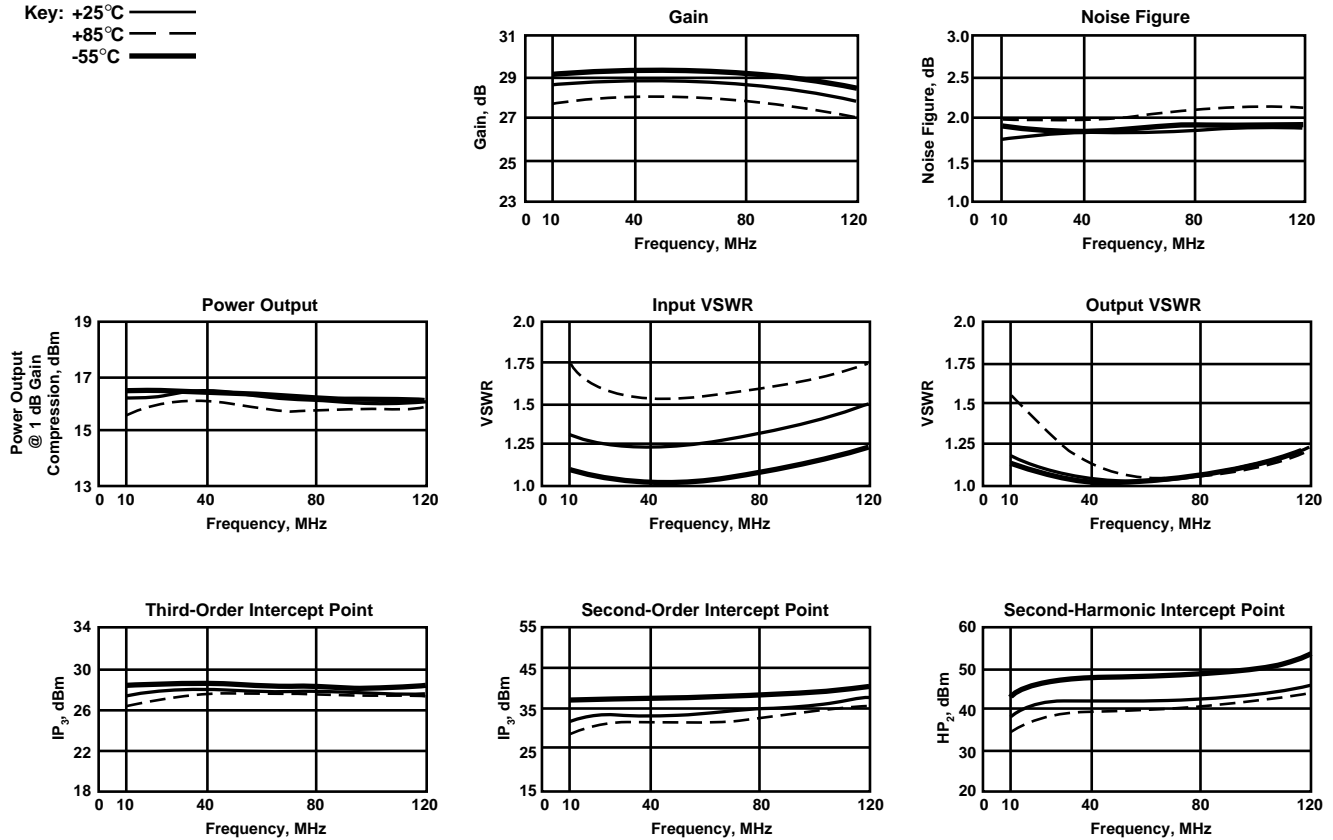 Key: +25°C
+85°C
-55°C
Gain
31
29
27
25
23
Gain, dB
0 10 40 80 120
Frequency, MHz
Noise Figure
3.0
2.5
2.0
1.5
1.0
Noise Figure, dB
0 10 40 80 120
Frequency, MHz
Power Output
19
17
15
13
Power Output
@ 1 dB Gain
Compression, dBm
0 10 40 80 120
Frequency, MHz
Input VSWR
2.0
1.75
1.5
1.25
1.0
VSWR
0 10 40 80 120
Frequency, MHz
Output VSWR
2.0
1.75
1.5
1.25
1.0
VSWR
0 10 40 80 120
Frequency, MHz
Third-Order Intercept Point
34
30
26
22
18
IP3, dBm
0 10 40 80 120
Frequency, MHz
Second-Order Intercept Point
55
45
35
25
15
IP3, dBm
0 10 40 80 120
Frequency, MHz
Second-Harmonic Intercept Point
60
50
40
30
20
HP2, dBm
0 10 40 80 120
Frequency, MHz